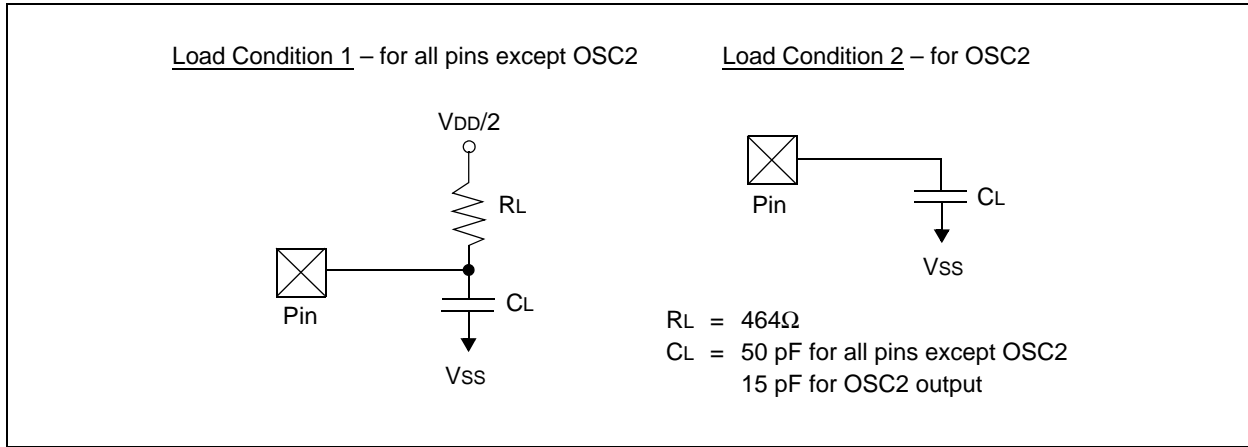 Load Condition 1 – for all pins except OSC2
Load Condition 2 – for OSC2
VDD/2
RL
Pin
CL
VSS
Pin
CL
VSS
RL = 464Ω
CL = 50 pF for all pins except OSC2
15 pF for OSC2 output